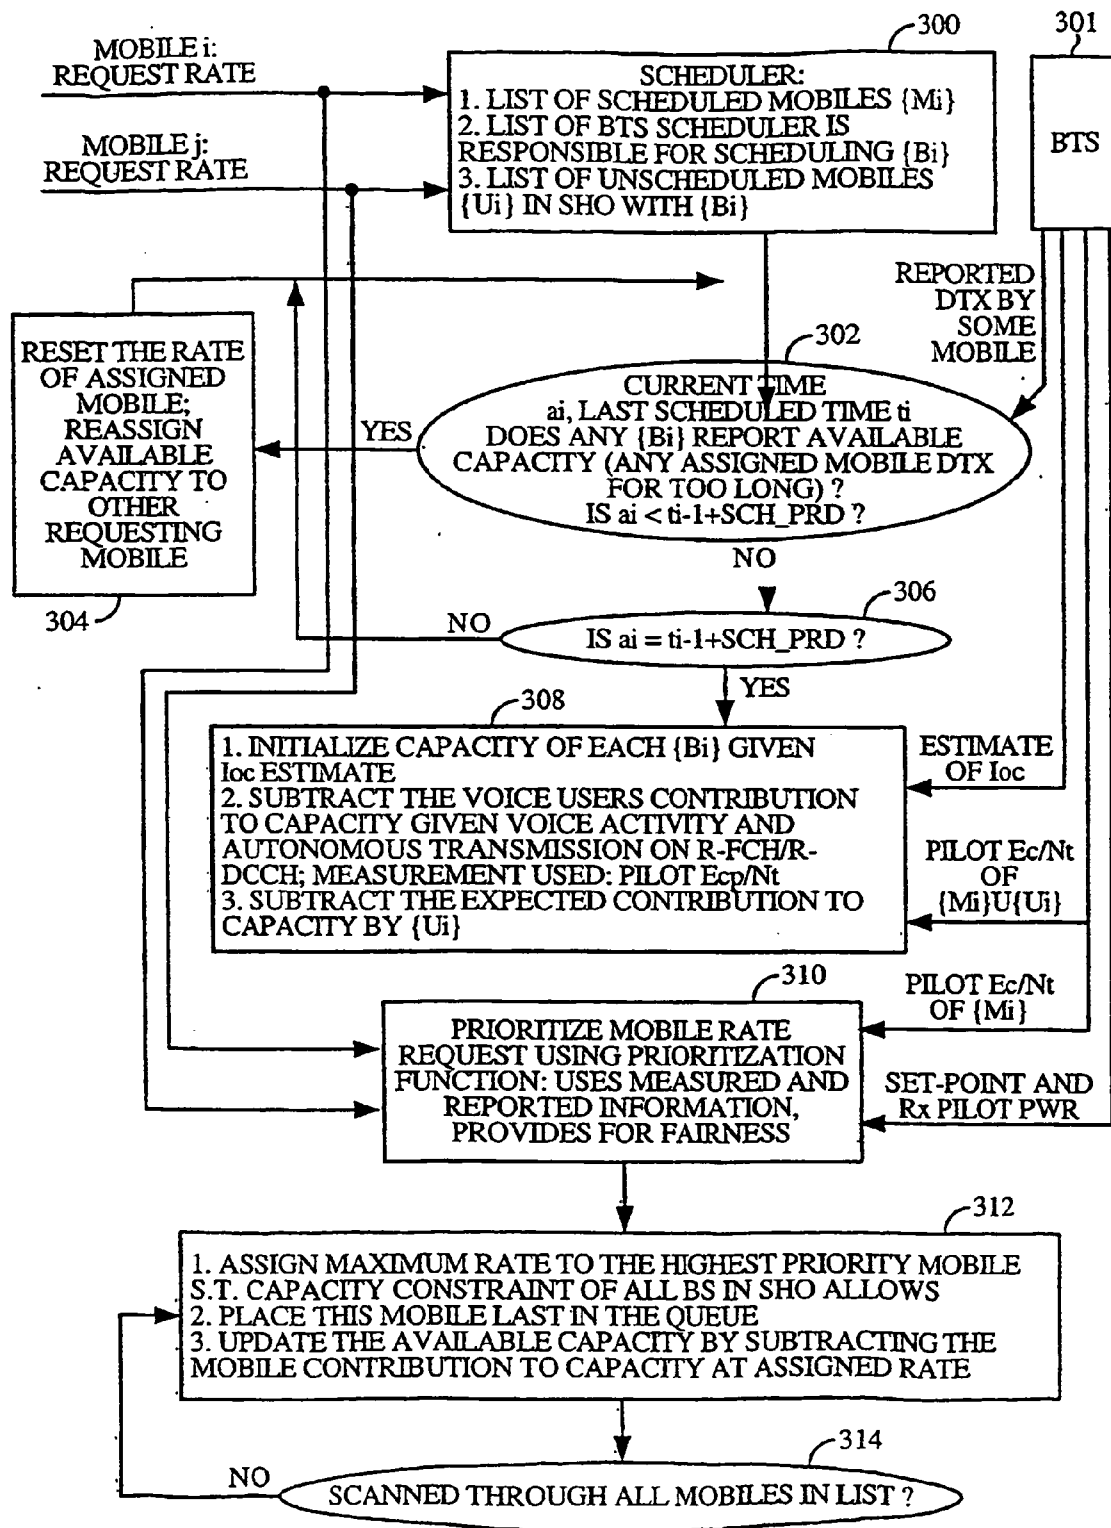 300
301
MOBILE i:
REQUEST RATE
MOBILE j:
REQUEST RATE
SCHEDULER:
1. LIST OF SCHEDULED MOBILES {Mi}
2. LIST OF BTS SCHEDULER IS
RESPONSIBLE FOR SCHEDULING {Bi}
3. LIST OF UNSCHEDULED MOBILES
{Ui} IN SHO WITH {Bi}
BTS
REPORTED
DTX BY
SOME
MOBILE
302
CURRENT TIME
ai, LAST SCHEDULED TIME ti
DOES ANY {Bi} REPORT AVAILABLE
CAPACITY (ANY ASSIGNED MOBILE DTX
FOR TOO LONG) ?
IS ai < ti-1+SCH_PRD ?
YES
RESET THE RATE
OF ASSIGNED
MOBILE;
REASSIGN
AVAILABLE
CAPACITY TO
OTHER
REQUESTING
MOBILE
304
NO
306
NO
IS ai = ti-1+SCH_PRD ?
YES
308
1. INITIALIZE CAPACITY OF EACH {Bi} GIVEN
Ioc ESTIMATE
2. SUBTRACT THE VOICE USERS CONTRIBUTION
TO CAPACITY GIVEN VOICE ACTIVITY AND
AUTONOMOUS TRANSMISSION ON R-FCH/R-
DCCH; MEASUREMENT USED: PILOT Ecp/Nt
3. SUBTRACT THE EXPECTED CONTRIBUTION TO
CAPACITY BY {Ui}
ESTIMATE
OF Ioc
PILOT Ec/Nt
OF
{Mi}U{Ui}
310
PILOT Ec/Nt
OF {Mi}
PRIORITIZE MOBILE RATE
REQUEST USING PRIORITIZATION
FUNCTION: USES MEASURED AND
REPORTED INFORMATION,
PROVIDES FOR FAIRNESS
SET-POINT AND
Rx PILOT PWR
312
1. ASSIGN MAXIMUM RATE TO THE HIGHEST PRIORITY MOBILE
S.T. CAPACITY CONSTRAINT OF ALL BS IN SHO ALLOWS
2. PLACE THIS MOBILE LAST IN THE QUEUE
3. UPDATE THE AVAILABLE CAPACITY BY SUBTRACTING THE
MOBILE CONTRIBUTION TO CAPACITY AT ASSIGNED RATE
314
NO
SCANNED THROUGH ALL MOBILES IN LIST ?